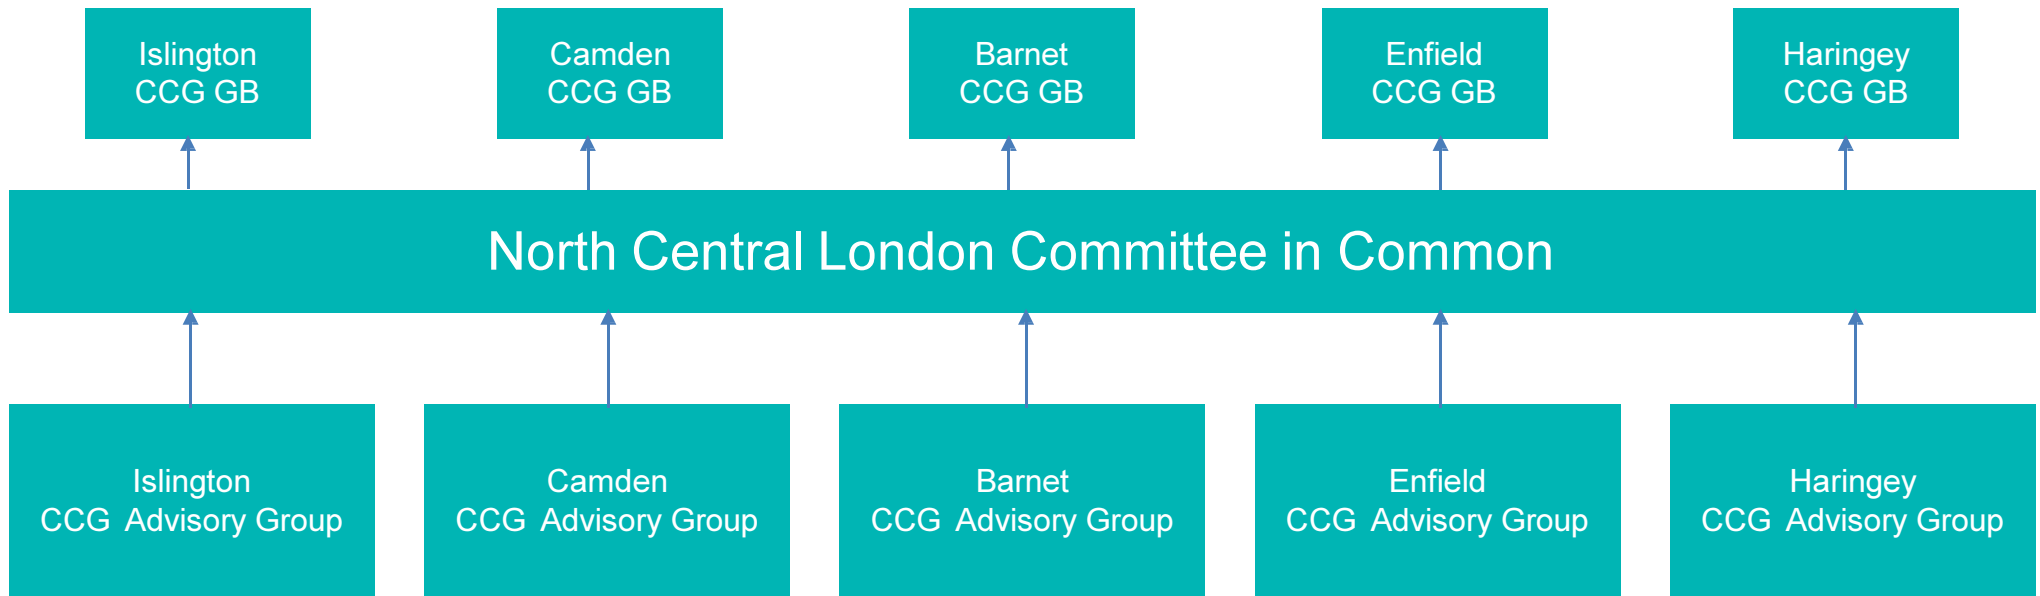 Islington
CCG GB
Camden
CCG GB
Barnet
CCG GB
Enfield
CCG GB
Haringey
CCG GB
North Central London Committee in Common
Islington
CCG Advisory Group
Camden
CCG Advisory Group
Barnet
CCG Advisory Group
Enfield
CCG Advisory Group
Haringey
CCG Advisory Group